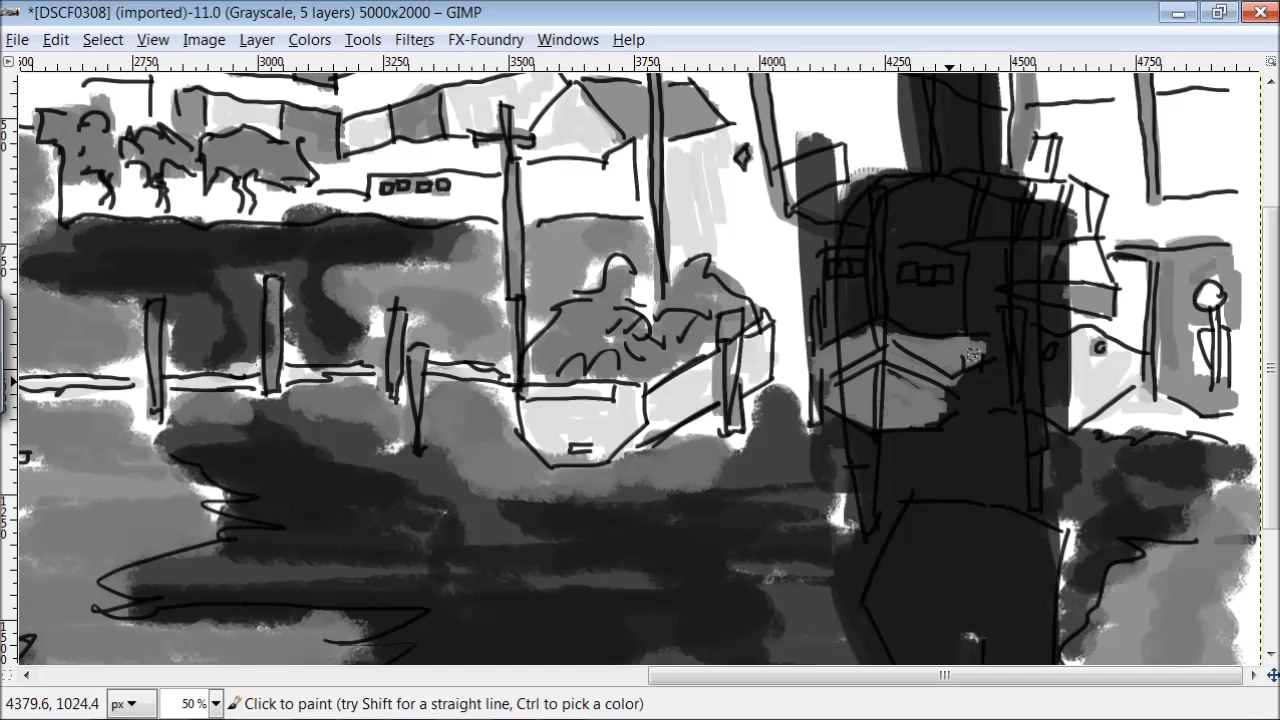 *[DSCF0308] (imported)-11.0 (Grayscale, 5 layers) 5000x2000 – GIMP
File Edit Select View Image Layer Colors Tools Filters FX-Foundry Windows Help
2750 3000 3250 3500 3750 4000 4250 4500 4750
4379.6, 1024.4 px 50 % Click to paint (try Shift for a straight line, Ctrl to pick a color)